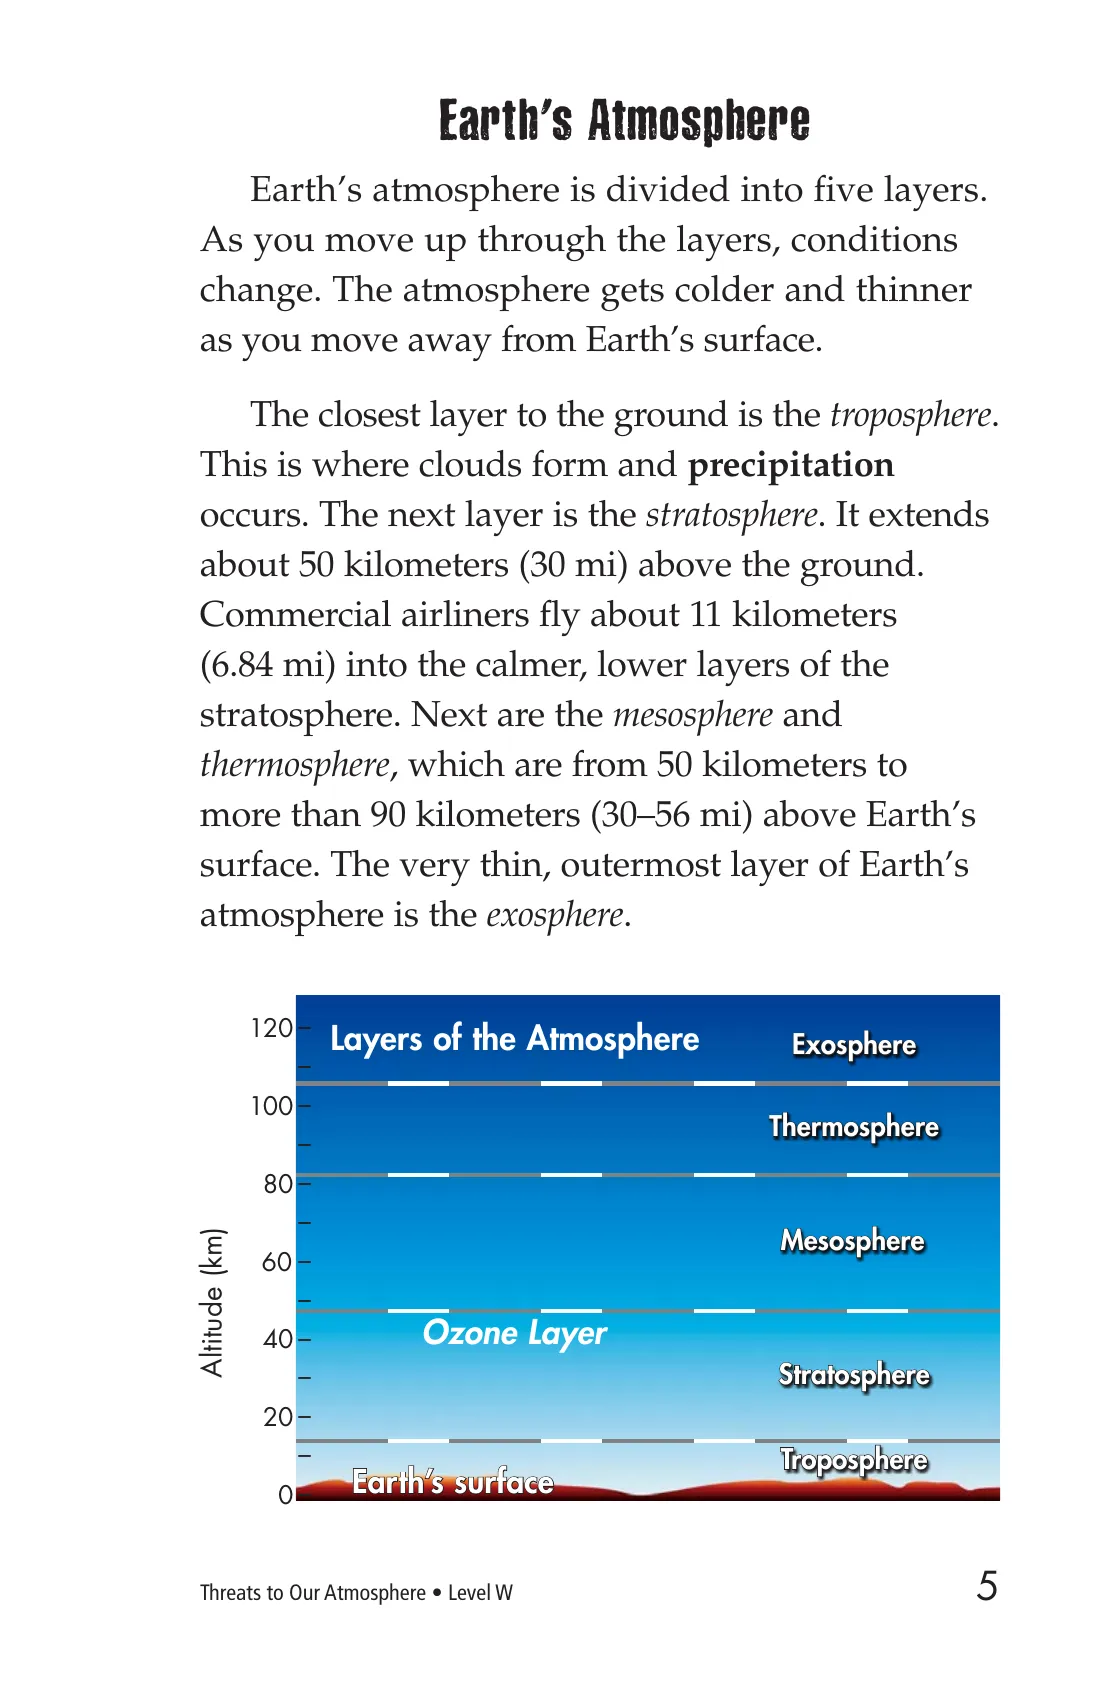 Earth’s Atmosphere
Earth’s atmosphere is divided into five layers.
As you move up through the layers, conditions
change. The atmosphere gets colder and thinner
as you move away from Earth’s surface.
The closest layer to the ground is the troposphere.
This is where clouds form and precipitation
occurs. The next layer is the stratosphere. It extends
about 50 kilometers (30 mi) above the ground.
Commercial airliners fly about 11 kilometers
(6.84 mi) into the calmer, lower layers of the
stratosphere. Next are the mesosphere and
thermosphere, which are from 50 kilometers to
more than 90 kilometers (30–56 mi) above Earth’s
surface. The very thin, outermost layer of Earth’s
atmosphere is the exosphere.
Layers of the Atmosphere
Altitude (km)
120
100
80
60
40
20
0
Exosphere
Thermosphere
Mesosphere
Ozone Layer
Stratosphere
Troposphere
Earth’s surface
Threats to Our Atmosphere • Level W
5